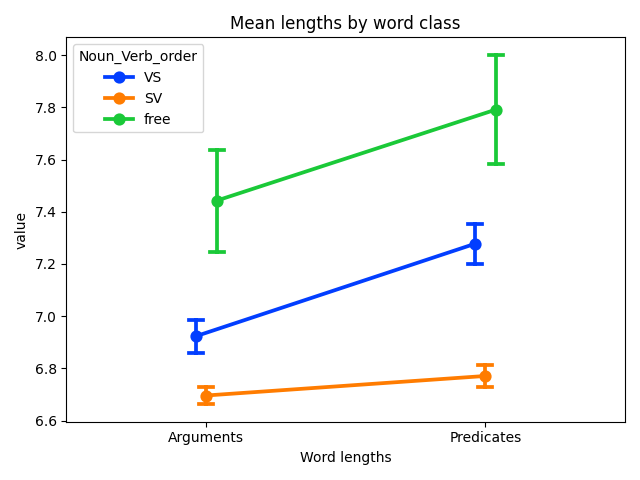 Mean lengths by word class
Noun_Verb_order
VS
SV
free
value
8.0
7.8
7.6
7.4
7.2
7.0
6.8
6.6
Arguments
Predicates
Word lengths